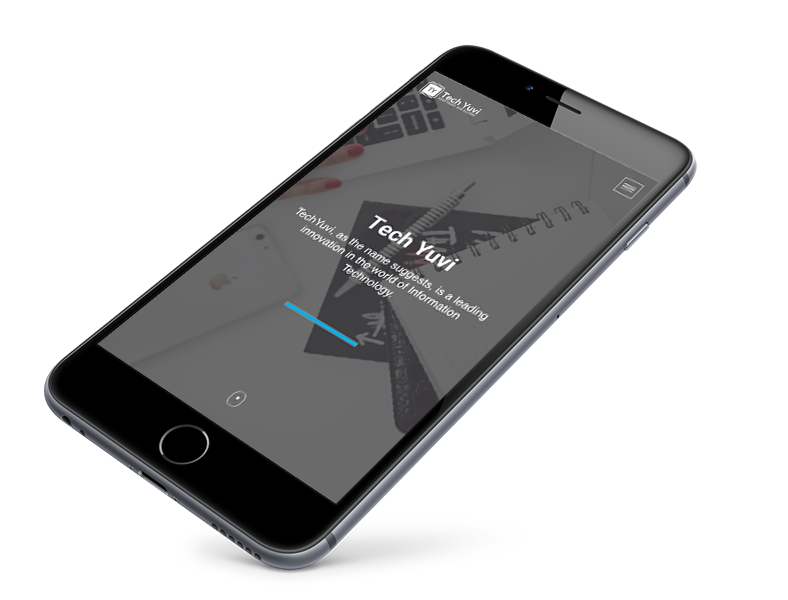 TY
Tech Yuvi
Tech Yuvi
TechYuvi, as the name suggests, is a leading
innovation in the world of Information
Technology.